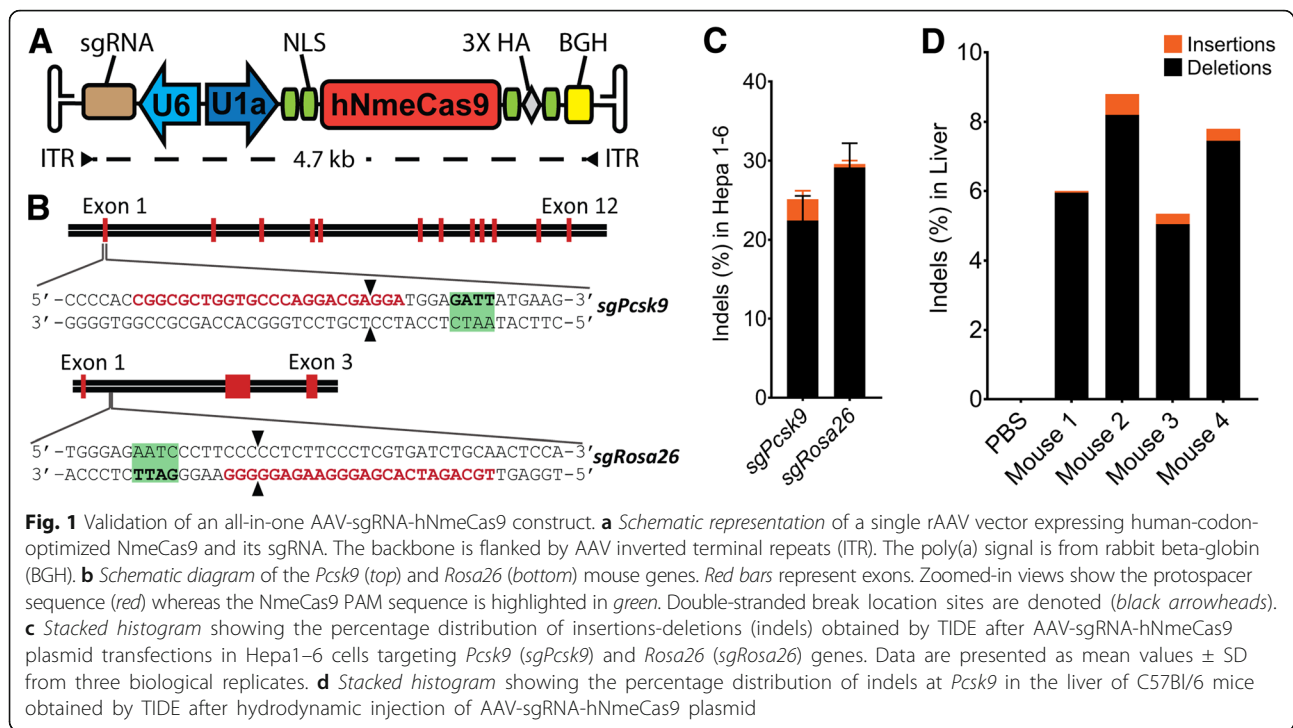 A
sgRNA NLS 3X HA BGH
U6 U1a hNmeCas9
ITR 4.7 kb ITR
B
Exon 1 Exon 12
5'-CCCCACCGGCGCTGGTGCCCAGGACGAGGATGGAGATTATGAAG-3'
sgPcsk9
3'-GGGGTGGCCGCGACCACGGGTCCTGCTCCTACCTCTAATACTTC-5'
Exon 1 Exon 3
5'-TGGGAGAATCCCTTCCCCCTCTTCCCTCGTGATCTGCAACTCCA-3'
sgRosa26
3'-ACCCTCTTAGGGAAGGGGGAGAAGGGAGCACTAGACGTTGAGGT-5'
C
Indels (%) in Hepa 1-6
40
30
20
10
0
sgPcsk9
sgRosa26
D
Insertions
Deletions
Indels (%) in Liver
10
8
6
4
2
0
PBS
Mouse 1
Mouse 2
Mouse 3
Mouse 4
Fig. 1 Validation of an all-in-one AAV-sgRNA-hNmeCas9 construct. a Schematic representation of a single rAAV vector expressing human-codon-
optimized NmeCas9 and its sgRNA. The backbone is flanked by AAV inverted terminal repeats (ITR). The poly(a) signal is from rabbit beta-globin
(BGH). b Schematic diagram of the Pcsk9 (top) and Rosa26 (bottom) mouse genes. Red bars represent exons. Zoomed-in views show the protospacer
sequence (red) whereas the NmeCas9 PAM sequence is highlighted in green. Double-stranded break location sites are denoted (black arrowheads).
c Stacked histogram showing the percentage distribution of insertions-deletions (indels) obtained by TIDE after AAV-sgRNA-hNmeCas9
plasmid transfections in Hepa1–6 cells targeting Pcsk9 (sgPcsk9) and Rosa26 (sgRosa26) genes. Data are presented as mean values ± SD
from three biological replicates. d Stacked histogram showing the percentage distribution of indels at Pcsk9 in the liver of C57Bl/6 mice
obtained by TIDE after hydrodynamic injection of AAV-sgRNA-hNmeCas9 plasmid